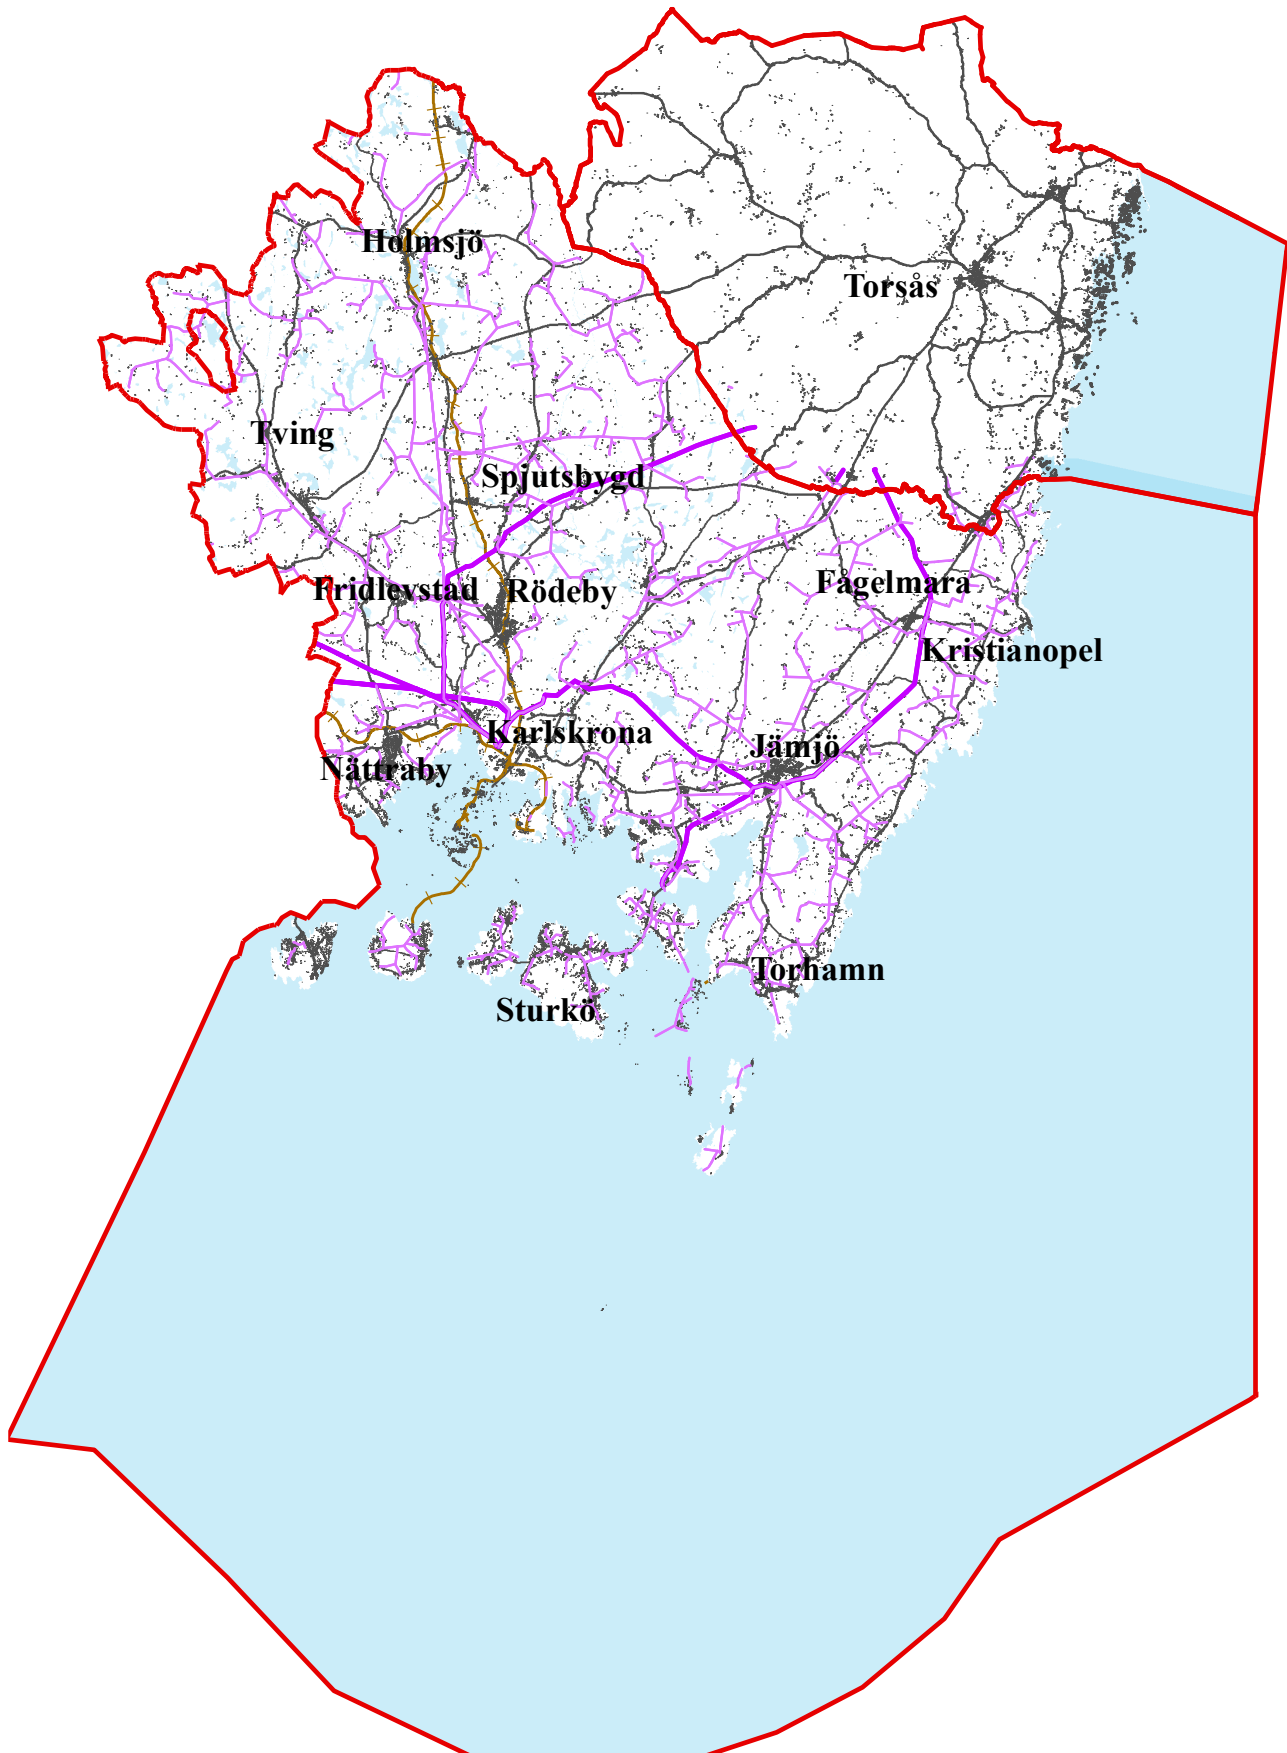 Holmsjö
Torsås
Tving
Spjutsbygd
Fridlevstad
Rödeby
Fågelmara
Kristianopel
Karlskrona
Jämjö
Nättraby
Torhamn
Sturkö